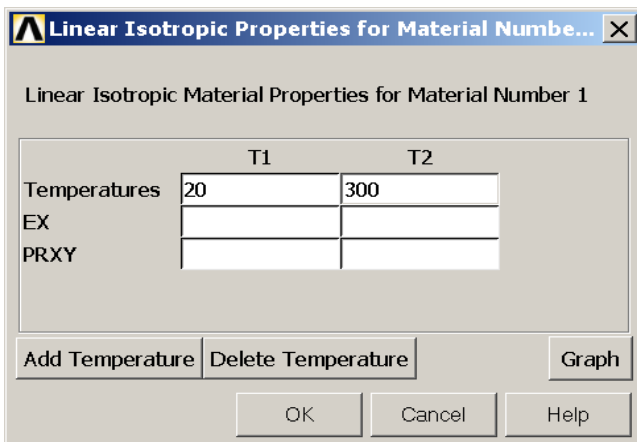 Linear Isotropic Properties for Material Numbe...
Linear Isotropic Material Properties for Material Number 1
T1 T2
Temperatures 20 300
EX
PRXY
Add Temperature Delete Temperature Graph
OK Cancel Help